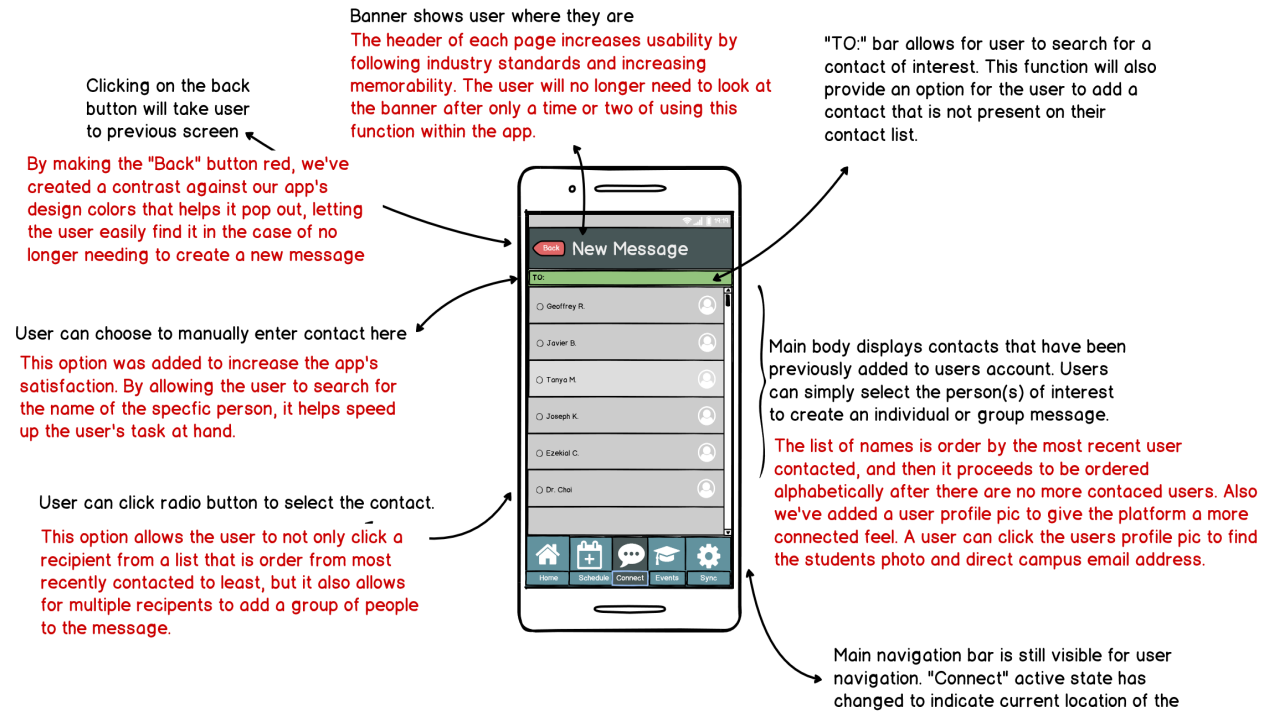 Banner shows user where they are
The header of each page increases usability by
following industry standards and increasing
memorability. The user will no longer need to look at
the banner after only a time or two of using this
function within the app.
"TO:" bar allows for user to search for a
contact of interest. This function will also
provide an option for the user to add a
contact that is not present on their
contact list.
Clicking on the back
button will take user
to previous screen
By making the "Back" button red, we've
created a contrast against our app's
design colors that helps it pop out, letting
the user easily find it in the case of no
longer needing to create a new message
User can choose to manually enter contact here
This option was added to increase the app's
satisfaction. By allowing the user to search for
the name of the specfic person, it helps speed
up the user's task at hand.
User can click radio button to select the contact.
This option allows the user to not only click a
recipient from a list that is order from most
recently contacted to least, but it also allows
for multiple recipents to add a group of people
to the message.
Back
New Message
TO:
Geoffrey R.
Javier B.
Tanya M.
Joseph K.
Ezekial C.
Dr. Choi
Home
Schedule
Connect
Events
Sync
Main body displays contacts that have been
previously added to users account. Users
can simply select the person(s) of interest
to create an individual or group message.
The list of names is order by the most recent user
contacted, and then it proceeds to be ordered
alphabetically after there are no more contaced users. Also
we've added a user profile pic to give the platform a more
connected feel. A user can click the users profile pic to find
the students photo and direct campus email address.
Main navigation bar is still visible for user
navigation. "Connect" active state has
changed to indicate current location of the